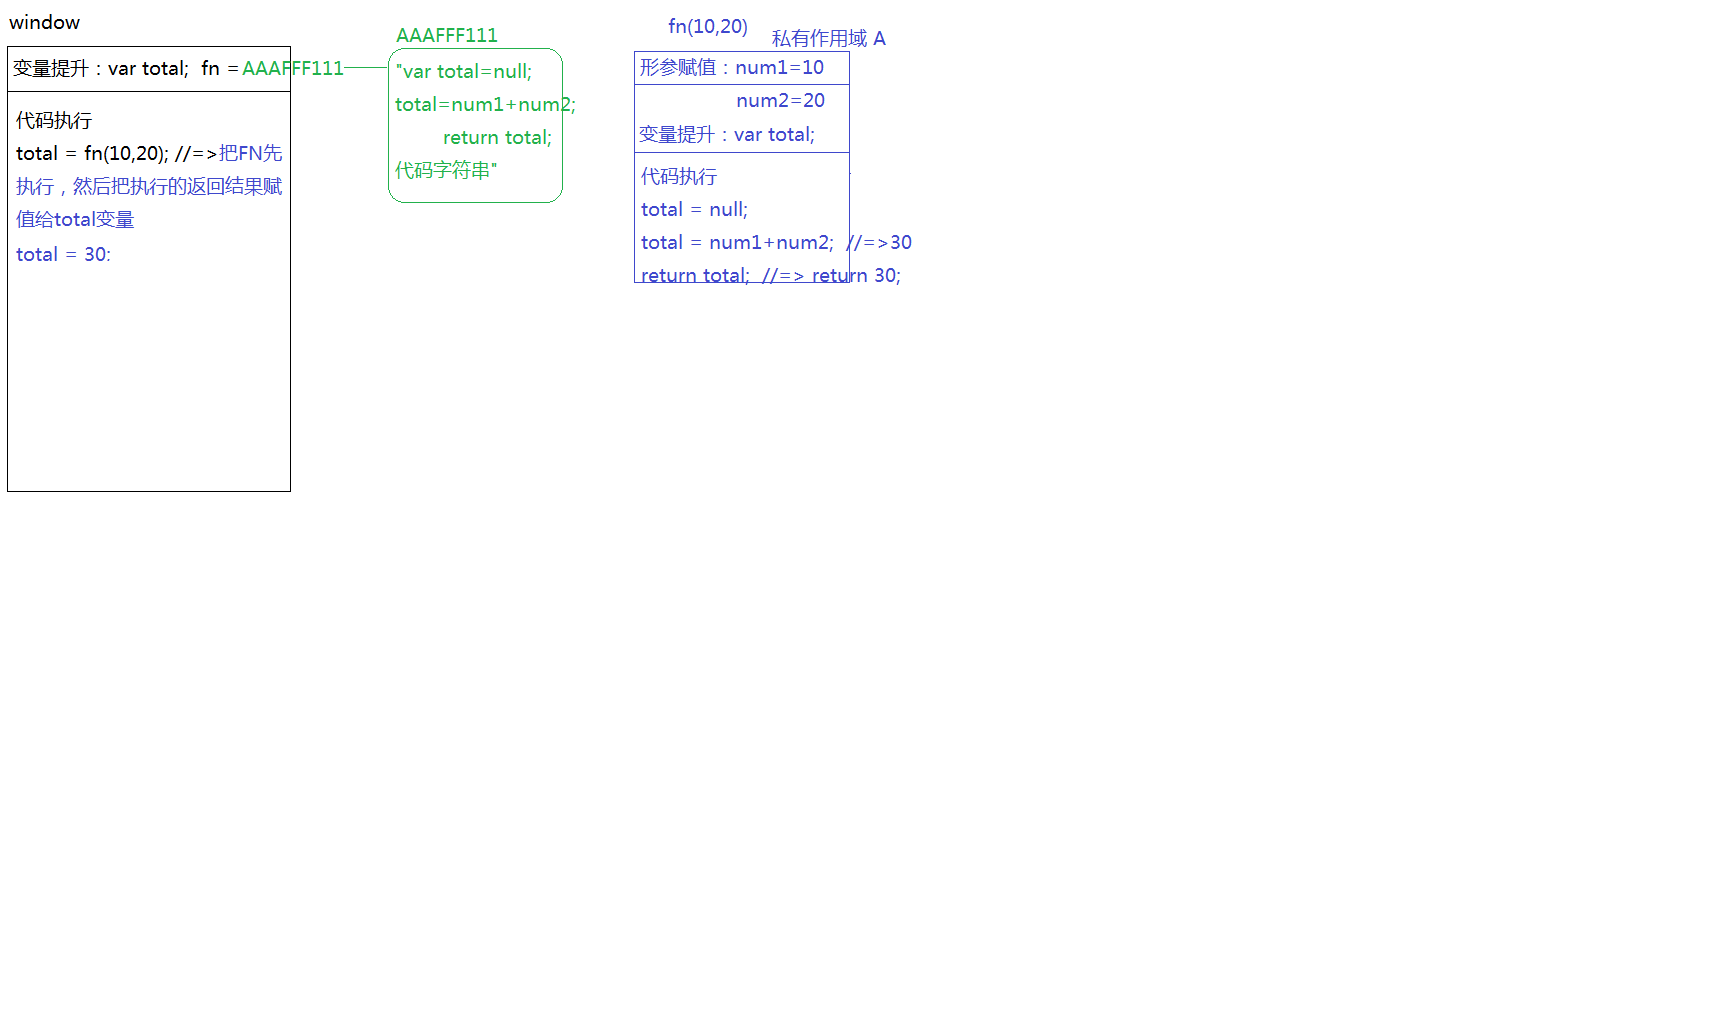 window
变量提升：var total;  fn =AAAFFF111
代码执行
total = fn(10,20); //=>把FN先
执行，然后把执行的返回结果赋
值给total变量
total = 30:
AAAFFF111
"var total=null;
total=num1+num2;
return total;
代码字符串"
fn(10,20)
私有作用域 A
形参赋值：num1=10
num2=20
变量提升：var total;
代码执行
total = null;
total = num1+num2;  //=>30
return total;  //=> return 30;